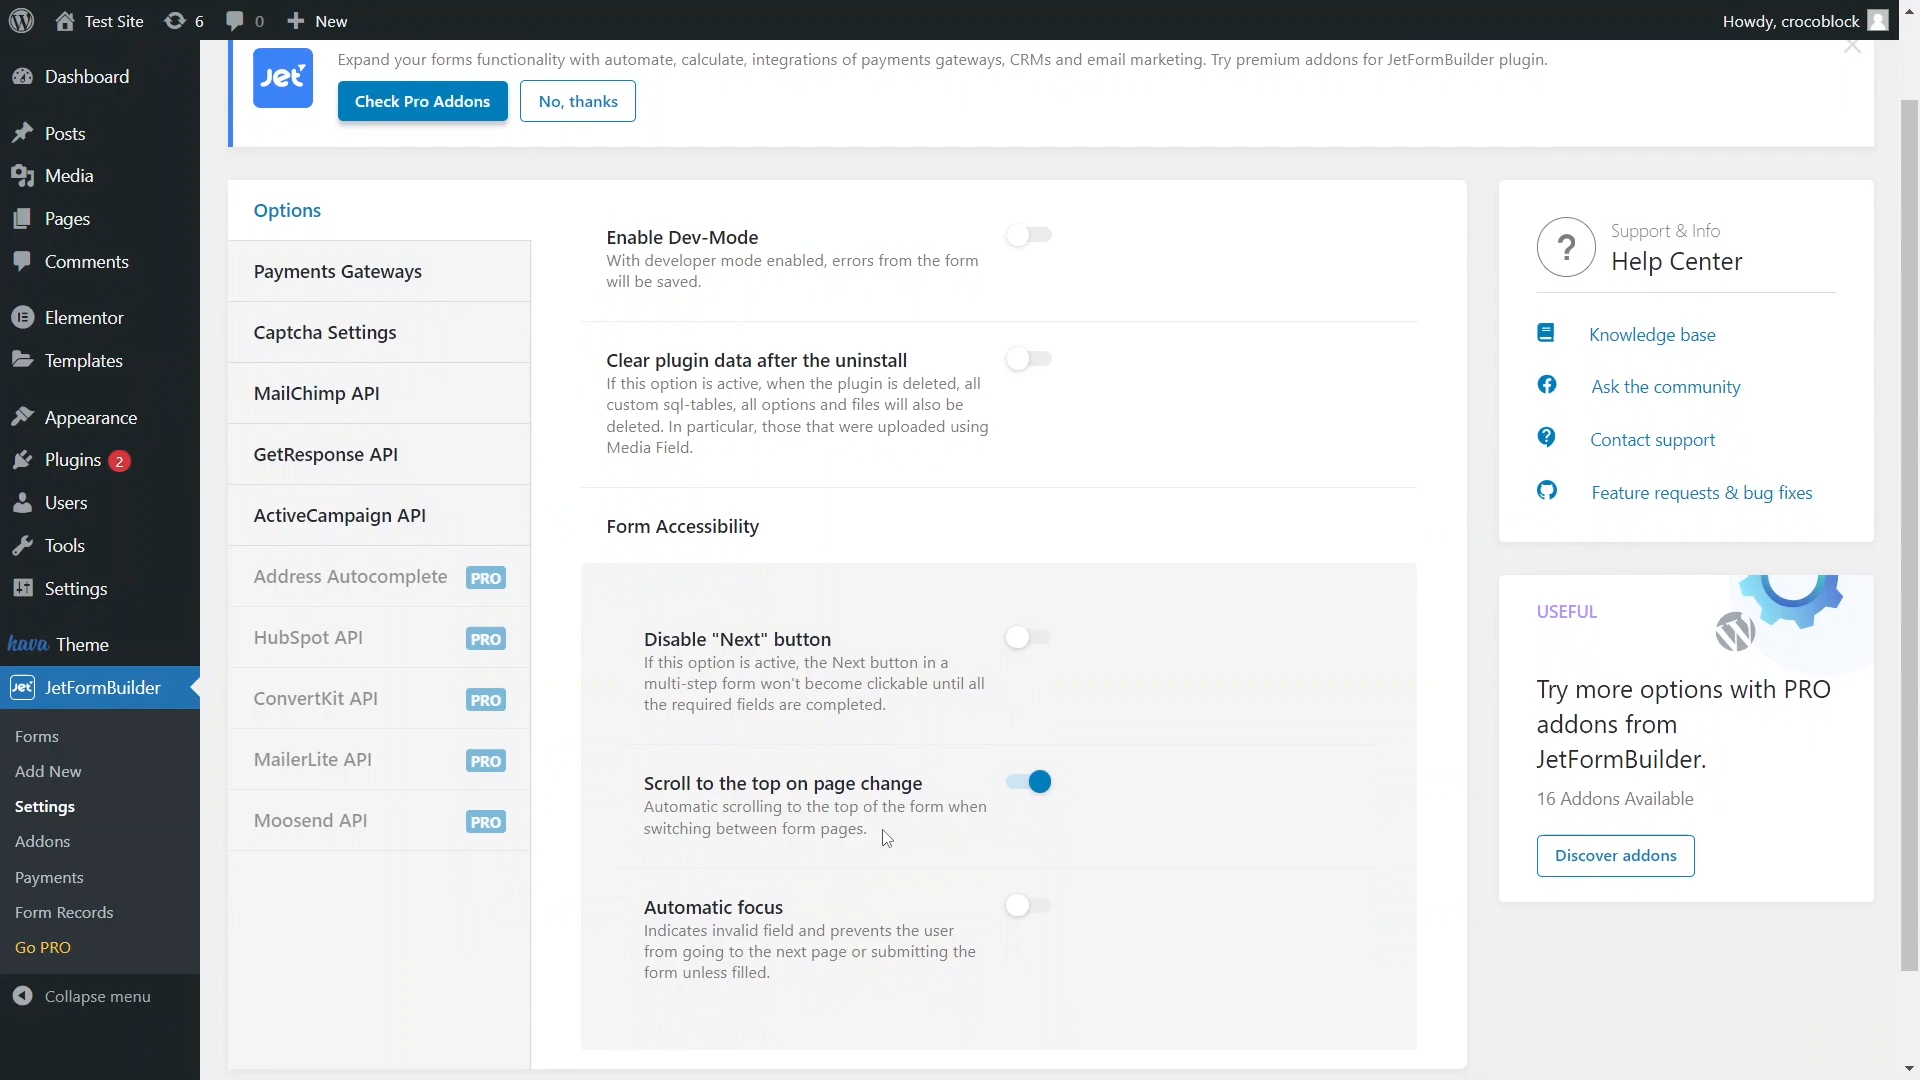 Test Site
6
0
New
Howdy, crocoblock
Dashboard
Posts
Media
Pages
Comments
Elementor
Templates
Appearance
Plugins 2
Users
Tools
Settings
kava Theme
Jet JetFormBuilder
Forms
Add New
Settings
Addons
Payments
Form Records
Go PRO
Collapse menu
Jet
Expand your forms functionality with automate, calculate, integrations of payments gateways, CRMs and email marketing. Try premium addons for JetFormBuilder plugin.
Check Pro Addons
No, thanks
Options
Payments Gateways
Captcha Settings
MailChimp API
GetResponse API
ActiveCampaign API
Address Autocomplete PRO
HubSpot API PRO
ConvertKit API PRO
MailerLite API PRO
Moosend API PRO
Enable Dev-Mode
With developer mode enabled, errors from the form
will be saved.
Clear plugin data after the uninstall
If this option is active, when the plugin is deleted, all
custom sql-tables, all options and files will also be
deleted. In particular, those that were uploaded using
Media Field.
Form Accessibility
Disable "Next" button
If this option is active, the Next button in a
multi-step form won't become clickable until all
the required fields are completed.
Scroll to the top on page change
Automatic scrolling to the top of the form when
switching between form pages.
Automatic focus
Indicates invalid field and prevents the user
from going to the next page or submitting the
form unless filled.
?
Support & Info
Help Center
Knowledge base
Ask the community
Contact support
Feature requests & bug fixes
USEFUL
Try more options with PRO
addons from
JetFormBuilder.
16 Addons Available
Discover addons